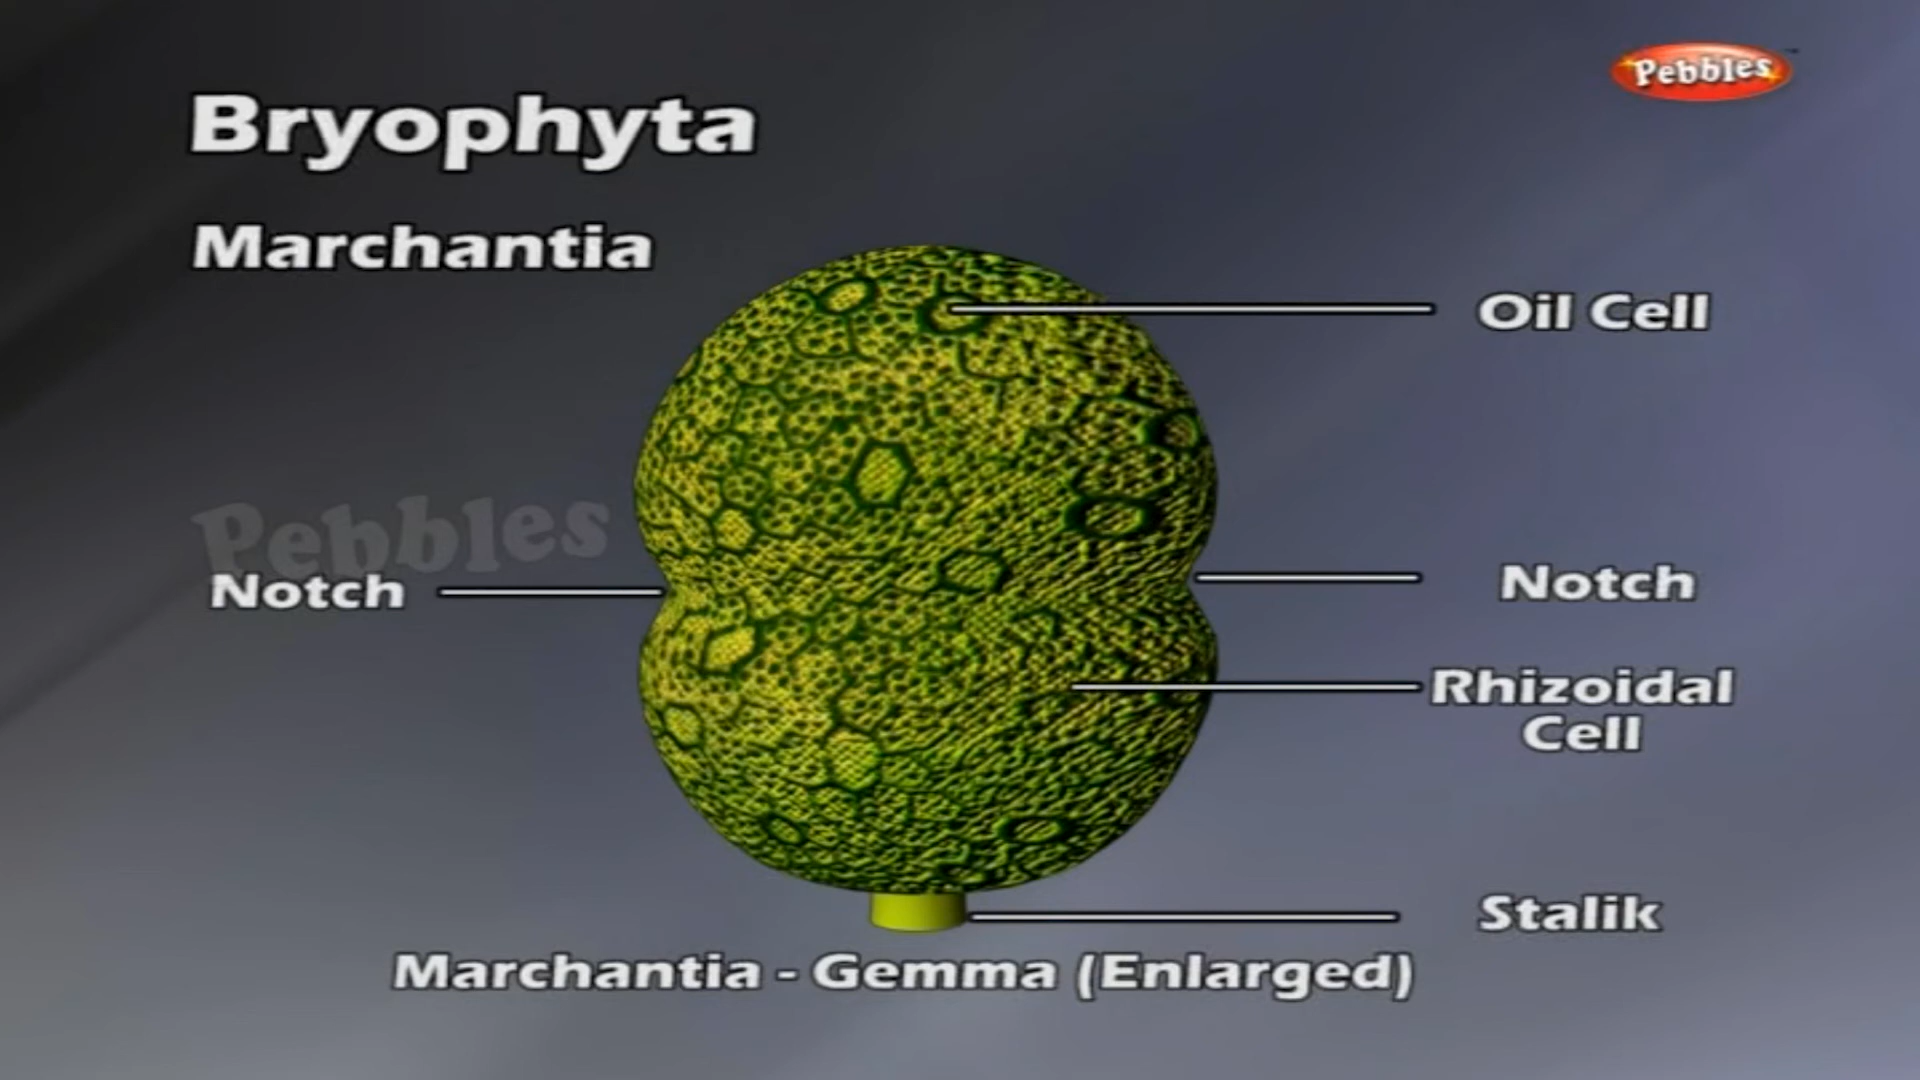 Pebbles
Bryophyta
Marchantia
Oil Cell
Pebbles
Notch
Notch
Rhizoidal
Cell
Stalik
Marchantia - Gemma (Enlarged)